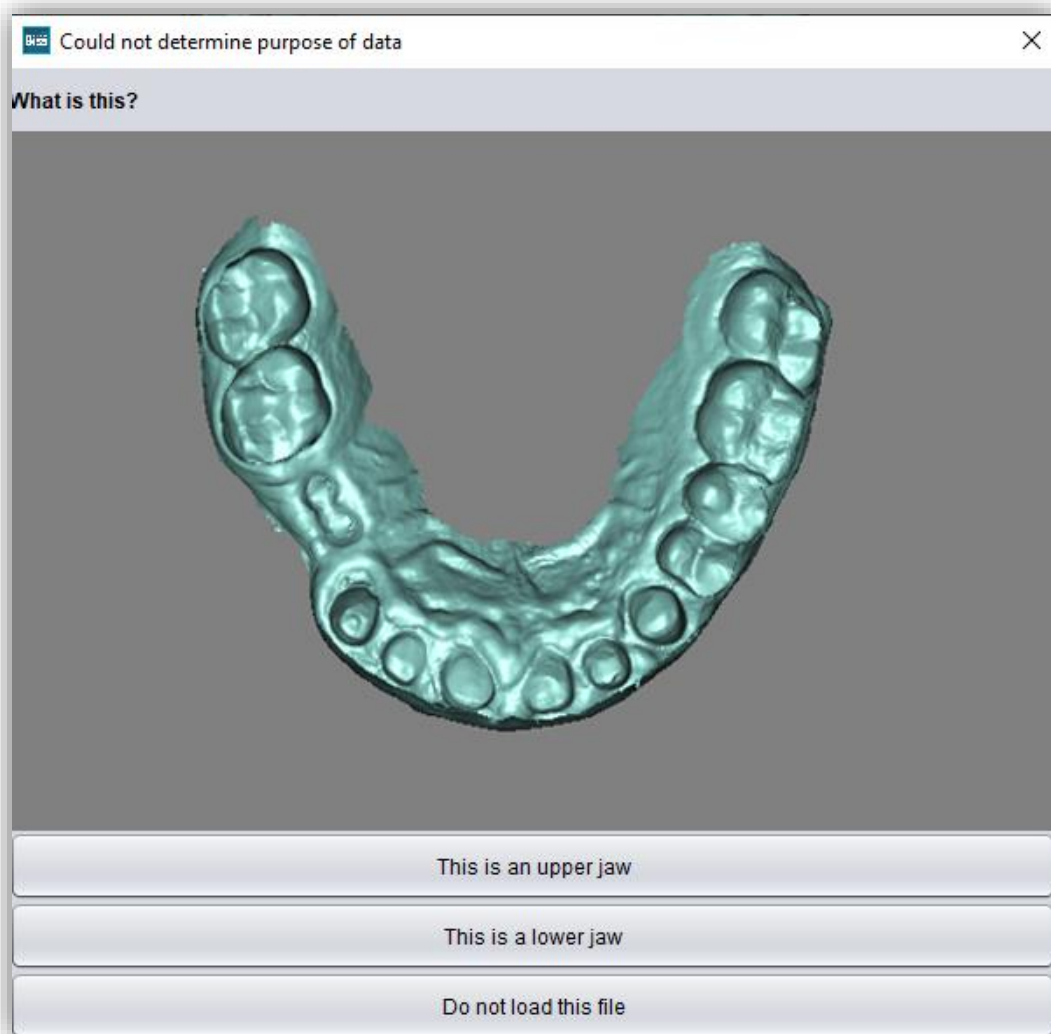 Could not determine purpose of data
What is this?
This is an upper jaw
This is a lower jaw
Do not load this file